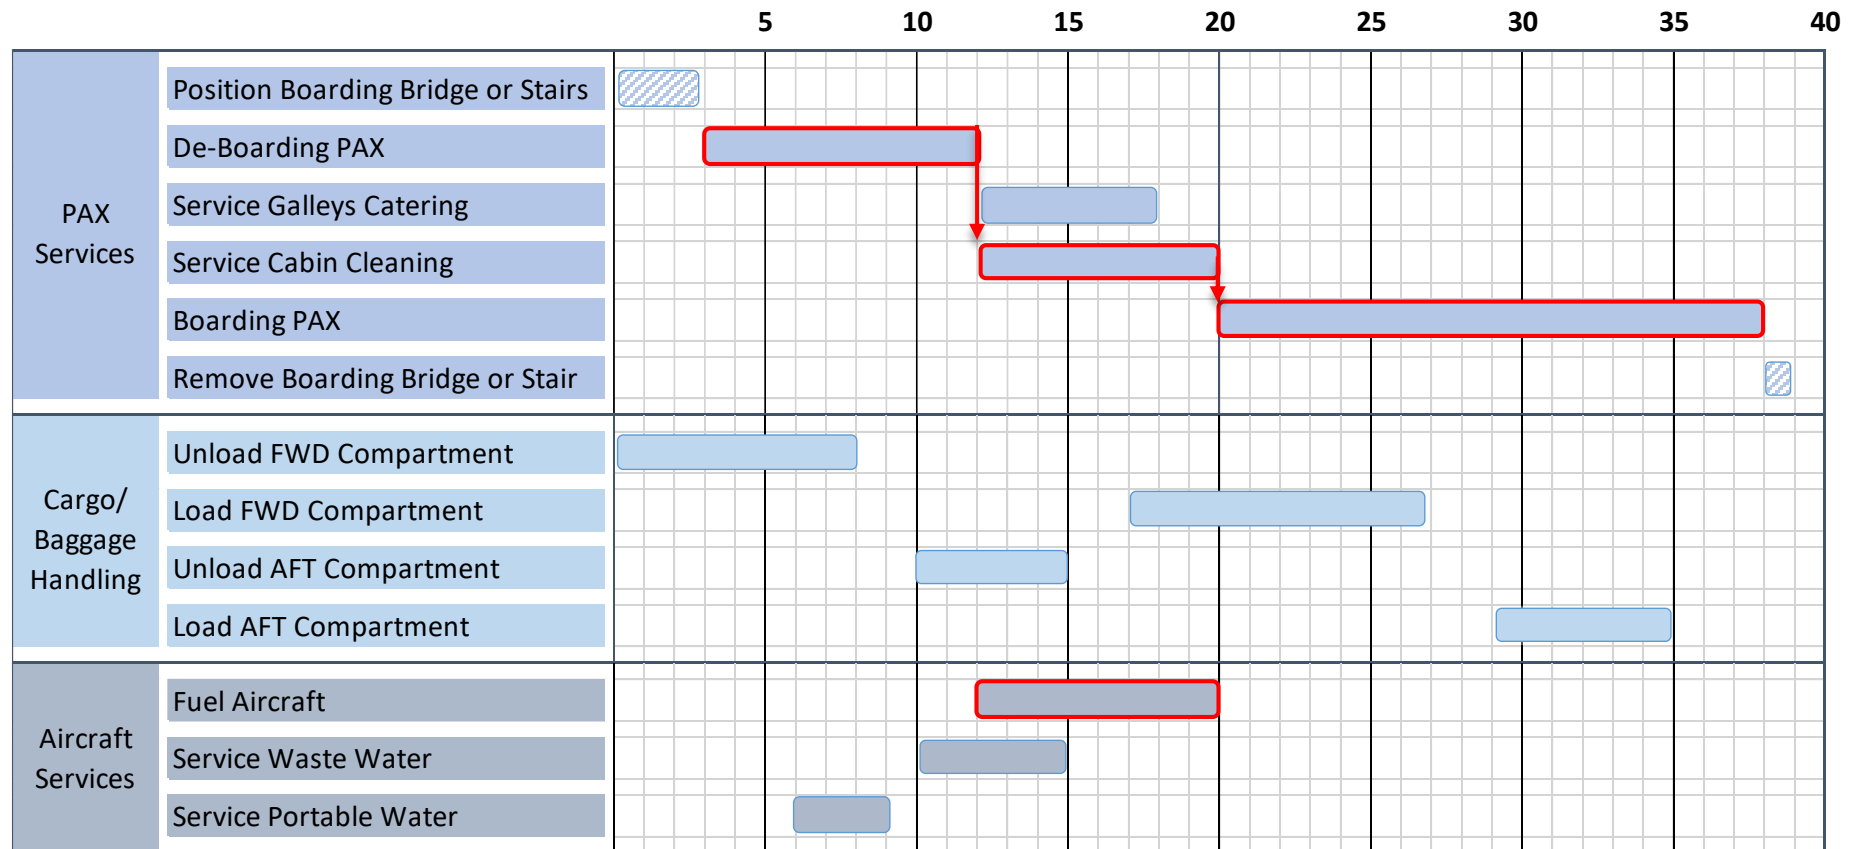 5 10 15 20 25 30 35 40
PAX
Services
Position Boarding Bridge or Stairs
De-Boarding PAX
Service Galleys Catering
Service Cabin Cleaning
Boarding PAX
Remove Boarding Bridge or Stair
Cargo/
Baggage
Handling
Unload FWD Compartment
Load FWD Compartment
Unload AFT Compartment
Load AFT Compartment
Aircraft
Services
Fuel Aircraft
Service Waste Water
Service Portable Water